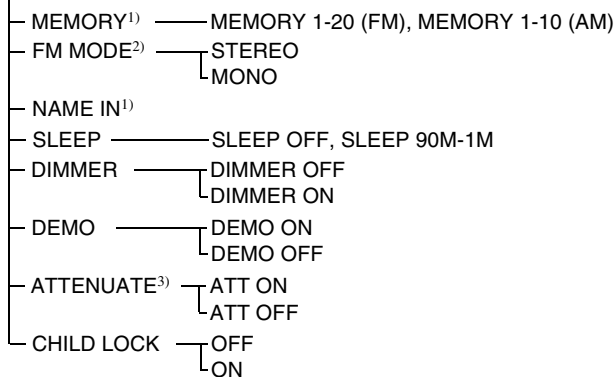 MEMORY1) MEMORY 1-20 (FM), MEMORY 1-10 (AM)
FM MODE2) STEREO
MONO
NAME IN1)
SLEEP SLEEP OFF, SLEEP 90M-1M
DIMMER DIMMER OFF
DIMMER ON
DEMO DEMO ON
DEMO OFF
ATTENUATE3) ATT ON
ATT OFF
CHILD LOCK OFF
ON